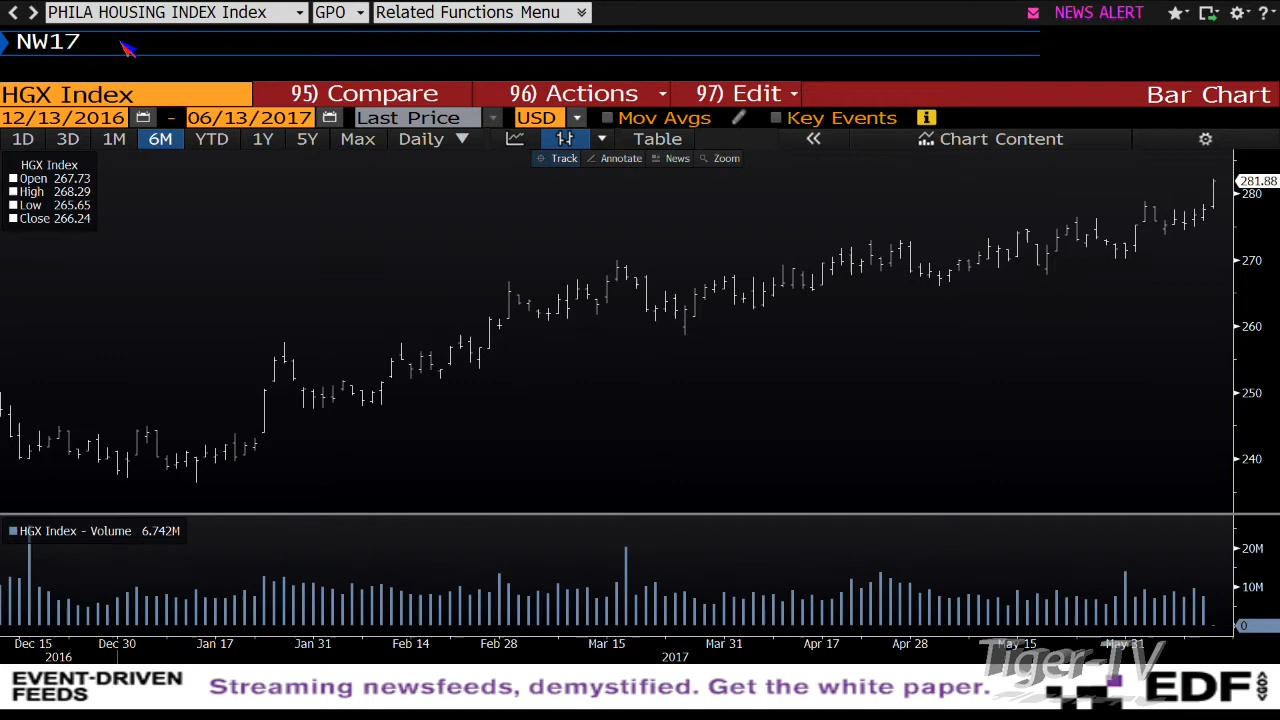 PHILA HOUSING INDEX Index GPO Related Functions Menu NEWS ALERT ?
NW17
HGX Index 95) Compare 96) Actions 97) Edit Bar Chart
12/13/2016 - 06/13/2017 Last Price USD Mov Avgs Key Events i
1D 3D 1M 6M YTD 1Y 5Y Max Daily Table Chart Content
Track Annotate News Zoom
HGX Index
Open 267.73
High 268.29
Low 265.65
Close 266.24
281.88
280
270
260
250
240
HGX Index - Volume 6.742M
20M
10M
0
Dec 15 Dec 30 Jan 17 Jan 31 Feb 14 Feb 28 Mar 15 Mar 31 Apr 17 Apr 28 May 15 May 31
2016 2017
Tiger-TV
EVENT-DRIVEN
FEEDS
Streaming newsfeeds, demystified. Get the white paper.
EDF